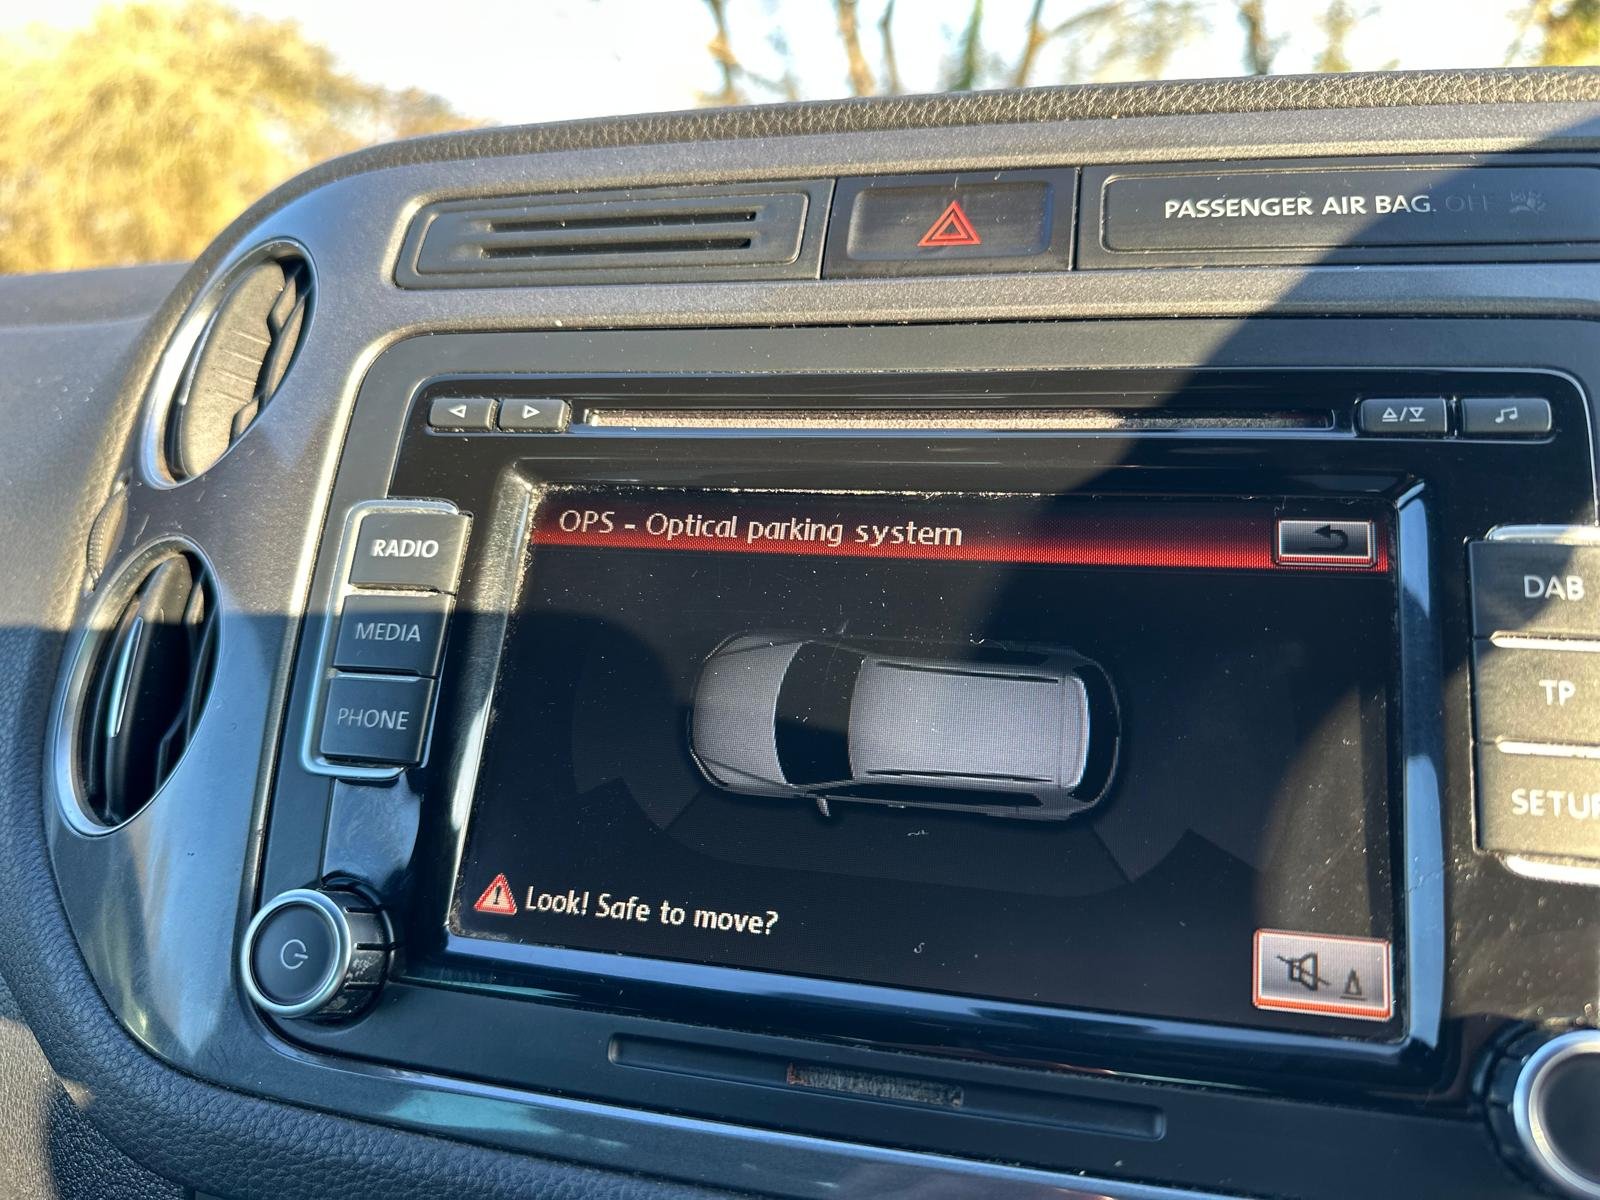 PASSENGER AIR BAG OFF
OPS - Optical parking system
RADIO
MEDIA
PHONE
DAB
TP
SETUP
Look! Safe to move?